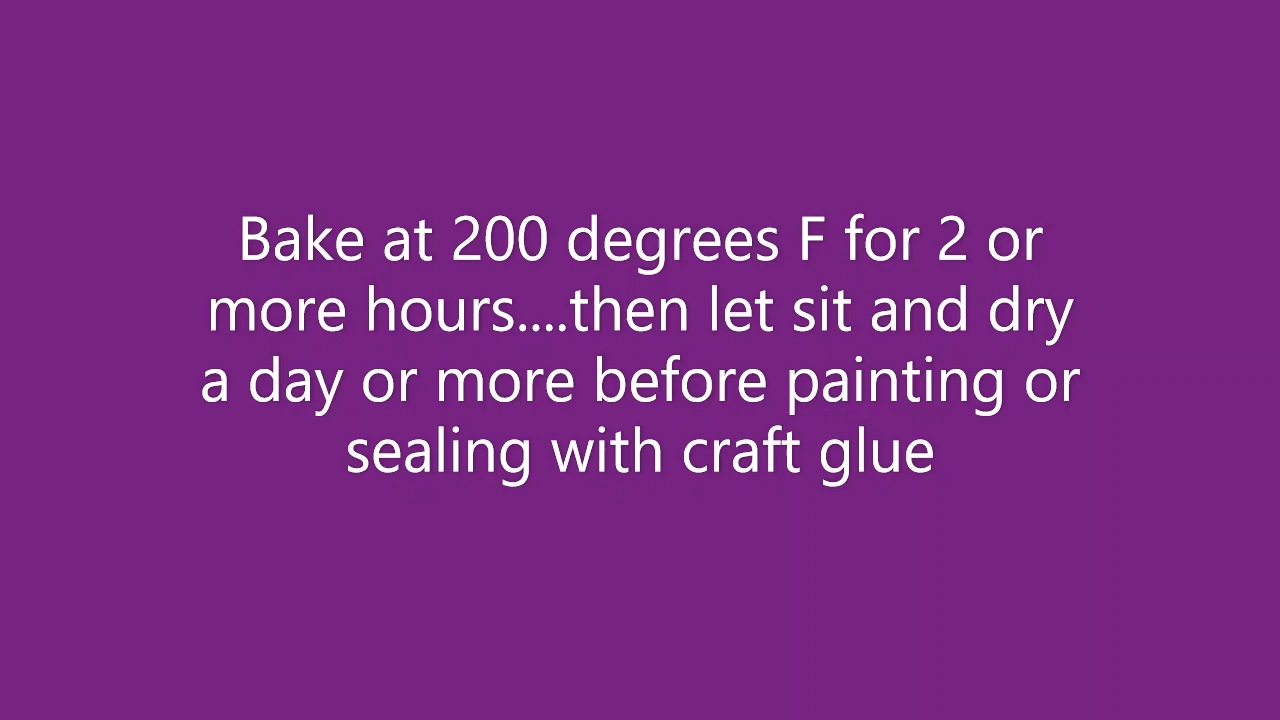 Bake at 200 degrees F for 2 or
more hours....then let sit and dry
a day or more before painting or
sealing with craft glue